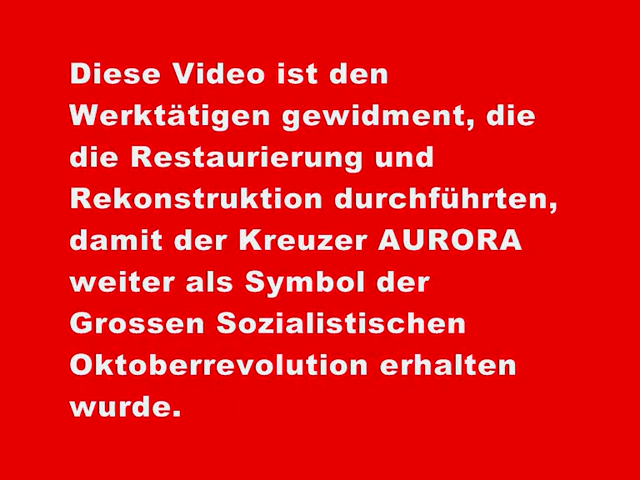 Diese Video ist den
Werktätigen gewidment, die
die Restaurierung und
Rekonstruktion durchführten,
damit der Kreuzer AURORA
weiter als Symbol der
Grossen Sozialistischen
Oktoberrevolution erhalten
wurde.